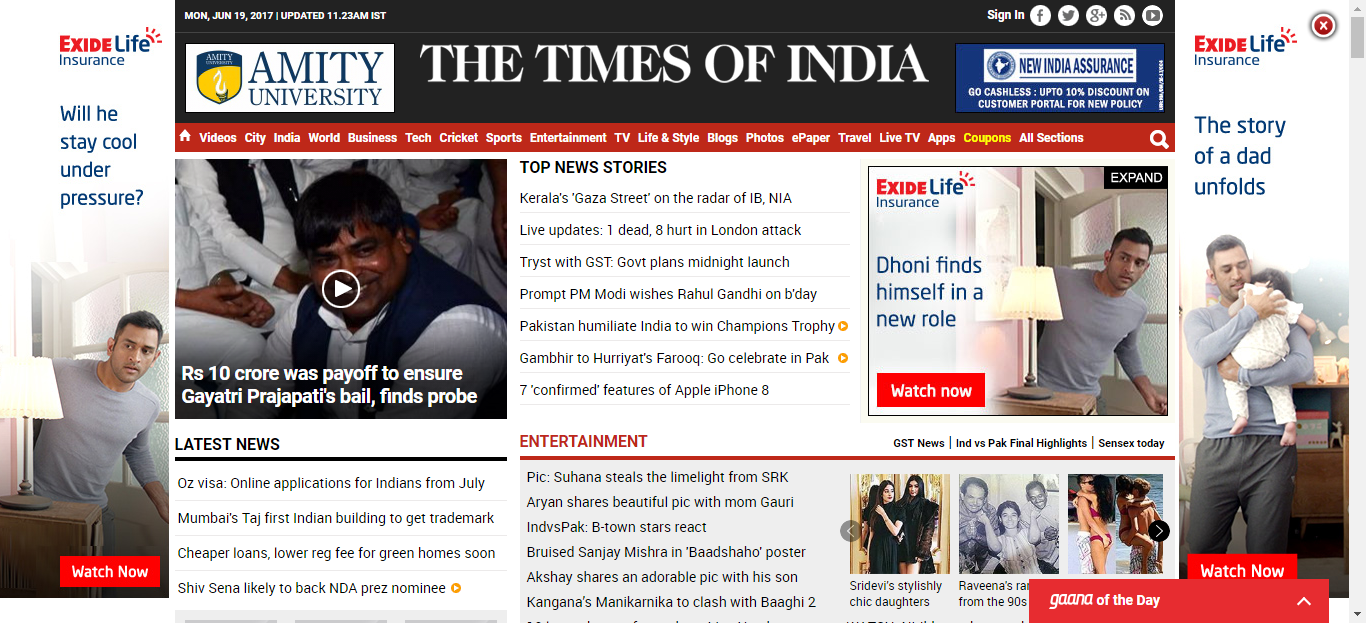 EXIDE Life
Insurance
Will he
stay cool
under
pressure?
Watch Now
MON, JUN 19, 2017 | UPDATED 11.23AM IST
Sign In
AMITY
UNIVERSITY
AMITY
UNIVERSITY
THE TIMES OF INDIA
NEW INDIA ASSURANCE
GO CASHLESS : UPTO 10% DISCOUNT ON
CUSTOMER PORTAL FOR NEW POLICY
Videos City India World Business Tech Cricket Sports Entertainment TV Life & Style Blogs Photos ePaper Travel Live TV Apps Coupons All Sections
Rs 10 crore was payoff to ensure
Gayatri Prajapati's bail, finds probe
TOP NEWS STORIES
Kerala's 'Gaza Street' on the radar of IB, NIA
Live updates: 1 dead, 8 hurt in London attack
Tryst with GST: Govt plans midnight launch
Prompt PM Modi wishes Rahul Gandhi on b'day
Pakistan humiliate India to win Champions Trophy
Gambhir to Hurriyat's Farooq: Go celebrate in Pak
7 'confirmed' features of Apple iPhone 8
EXPAND
EXIDE Life
Insurance
Dhoni finds
himself in a
new role
Watch now
LATEST NEWS
Oz visa: Online applications for Indians from July
Mumbai's Taj first Indian building to get trademark
Cheaper loans, lower reg fee for green homes soon
Shiv Sena likely to back NDA prez nominee
ENTERTAINMENT
GST News | Ind vs Pak Final Highlights | Sensex today
Pic: Suhana steals the limelight from SRK
Aryan shares beautiful pic with mom Gauri
IndvsPak: B-town stars react
Bruised Sanjay Mishra in 'Baadshaho' poster
Akshay shares an adorable pic with his son
Kangana's Manikarnika to clash with Baaghi 2
Sridevi's stylishly
chic daughters
Raveena's
from the 90s
gaana of the Day
EXIDE Life
Insurance
The story
of a dad
unfolds
Watch Now